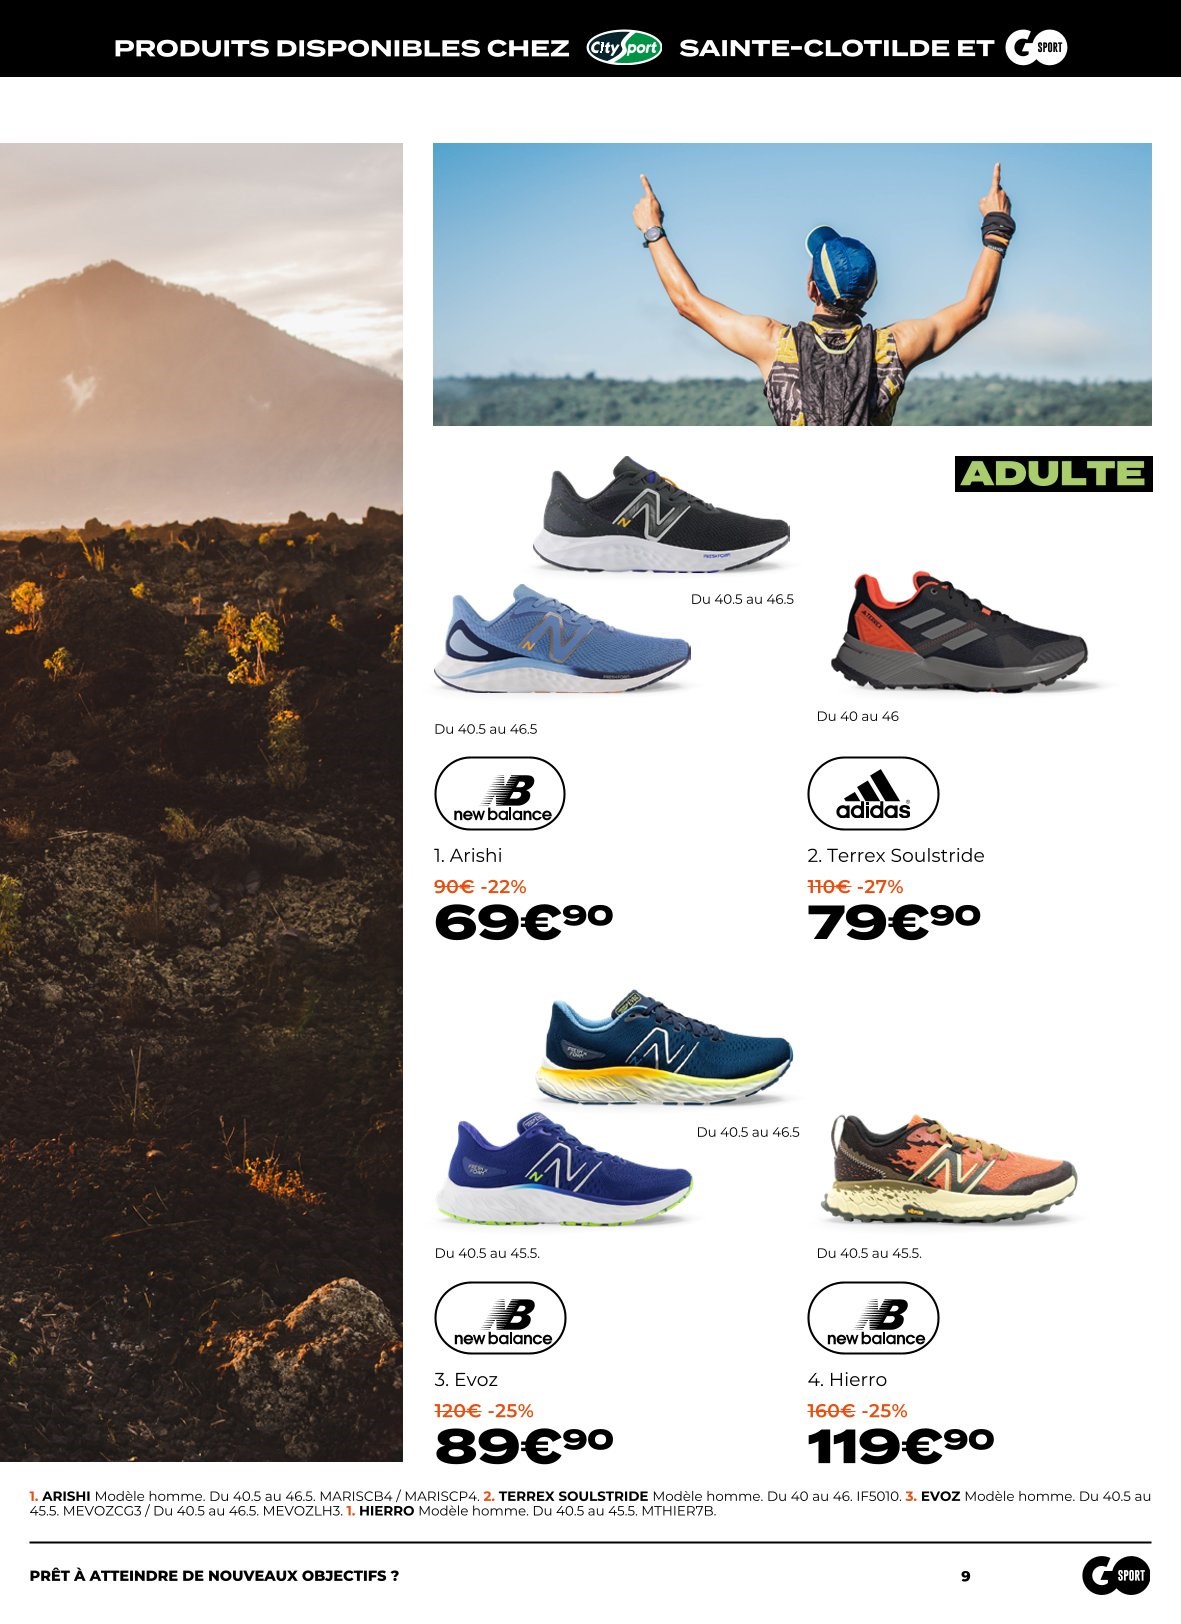 PRODUITS DISPONIBLES CHEZ City Sport SAINTE-CLOTILDE ET GO SPORT
ADULTE
Du 40.5 au 46.5
Du 40.5 au 46.5
Du 40 au 46
new balance
adidas
1. Arishi
2. Terrex Soulstride
90€ -22%
110€ -27%
69€90
79€90
Du 40.5 au 46.5
Du 40.5 au 45.5.
Du 40.5 au 45.5.
new balance
new balance
3. Evoz
4. Hierro
120€ -25%
160€ -25%
89€90
119€90
1. ARISHI Modèle homme. Du 40.5 au 46.5. MARISCB4 / MARISCP4. 2. TERREX SOULSTRIDE Modèle homme. Du 40 au 46. IF5010. 3. EVOZ Modèle homme. Du 40.5 au
45.5. MEVOZCG3 / Du 40.5 au 46.5. MEVOZLH3. 1. HIERRO Modèle homme. Du 40.5 au 45.5. MTHIER7B.
PRÊT À ATTEINDRE DE NOUVEAUX OBJECTIFS ?
9
GO SPORT